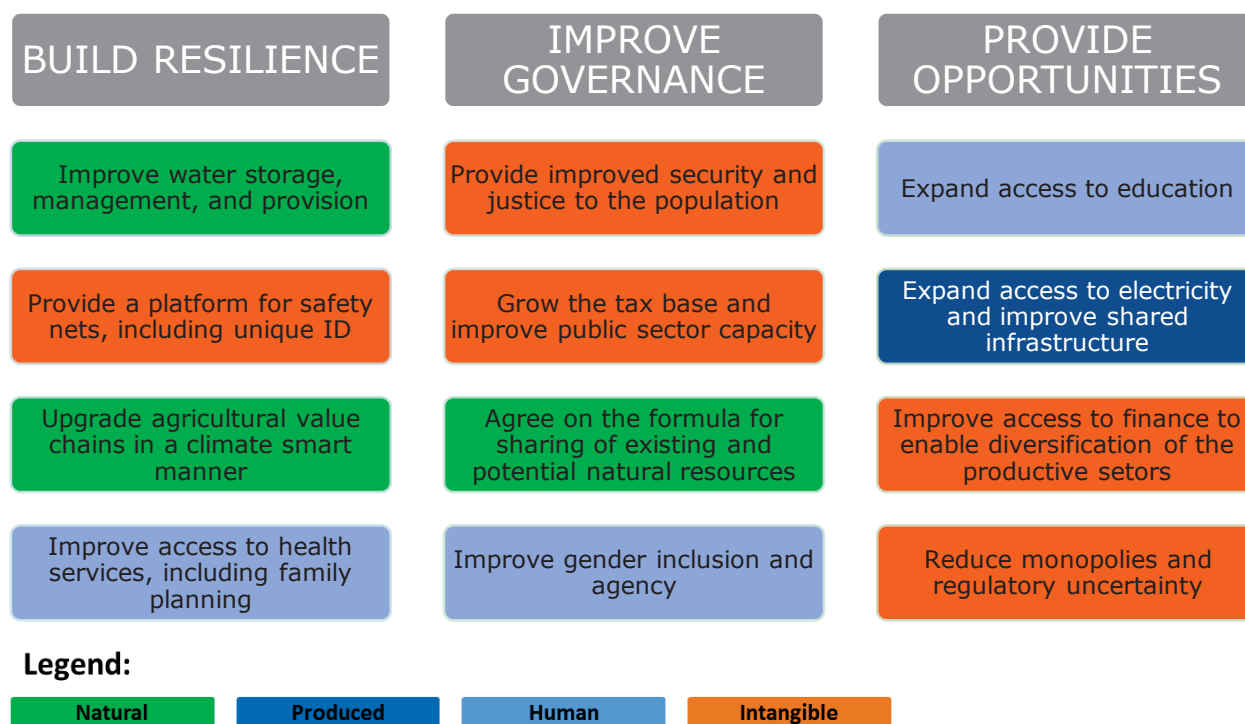 BUILD RESILIENCE
Improve water storage,
management, and provision
Provide a platform for safety
nets, including unique ID
Upgrade agricultural value
chains in a climate smart
manner
Improve access to health
services, including family
planning
IMPROVE
GOVERNANCE
Provide improved security and
justice to the population
Grow the tax base and
improve public sector capacity
Agree on the formula for
sharing of existing and
potential natural resources
Improve gender inclusion and
agency
PROVIDE
OPPORTUNITIES
Expand access to education
Expand access to electricity
and improve shared
infrastructure
Improve access to finance to
enable diversification of the
productive setors
Reduce monopolies and
regulatory uncertainty
Legend:
Natural
Produced
Human
Intangible